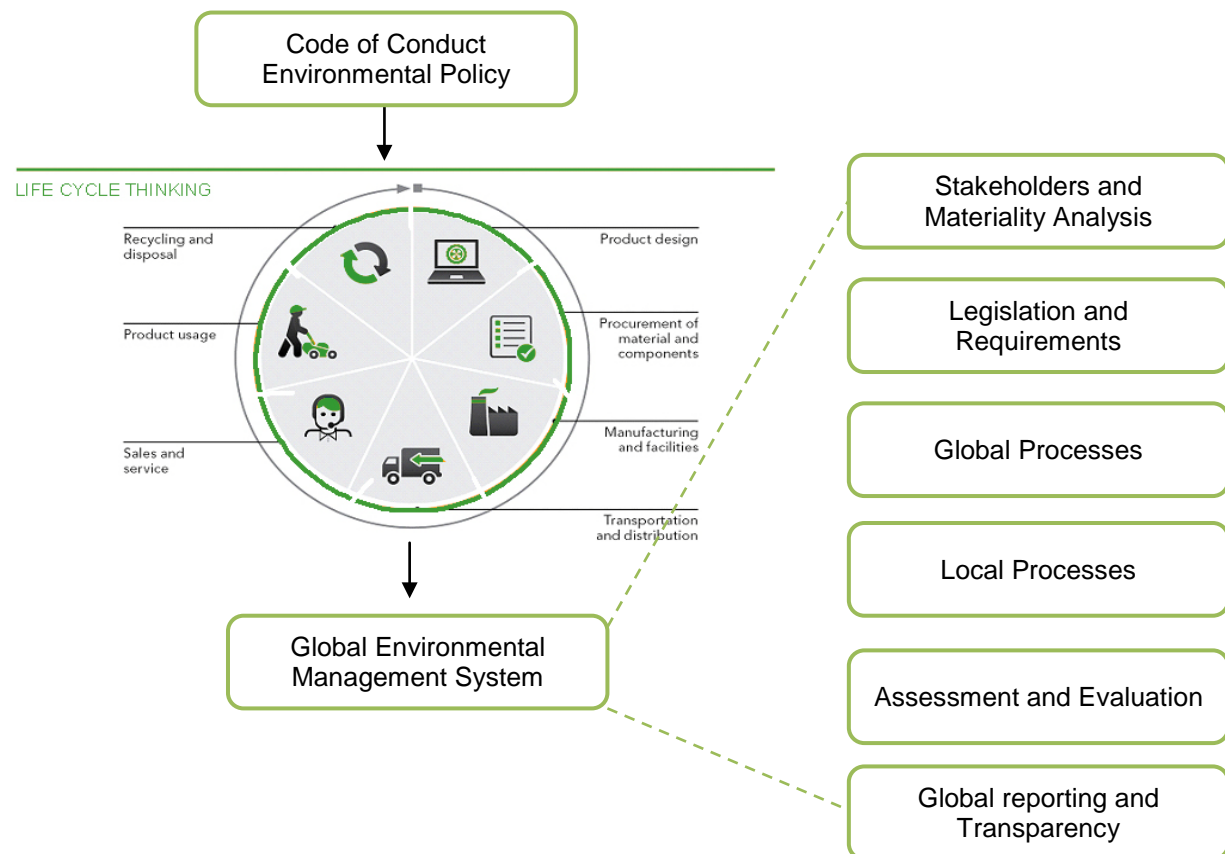 Code of Conduct
Environmental Policy
LIFE CYCLE THINKING
Recycling and
disposal
Product design
Product usage
Procurement of
material and
components
Sales and
service
Manufacturing
and facilities
Transportation
and distribution
Global Environmental
Management System
Stakeholders and
Materiality Analysis
Legislation and
Requirements
Global Processes
Local Processes
Assessment and Evaluation
Global reporting and
Transparency